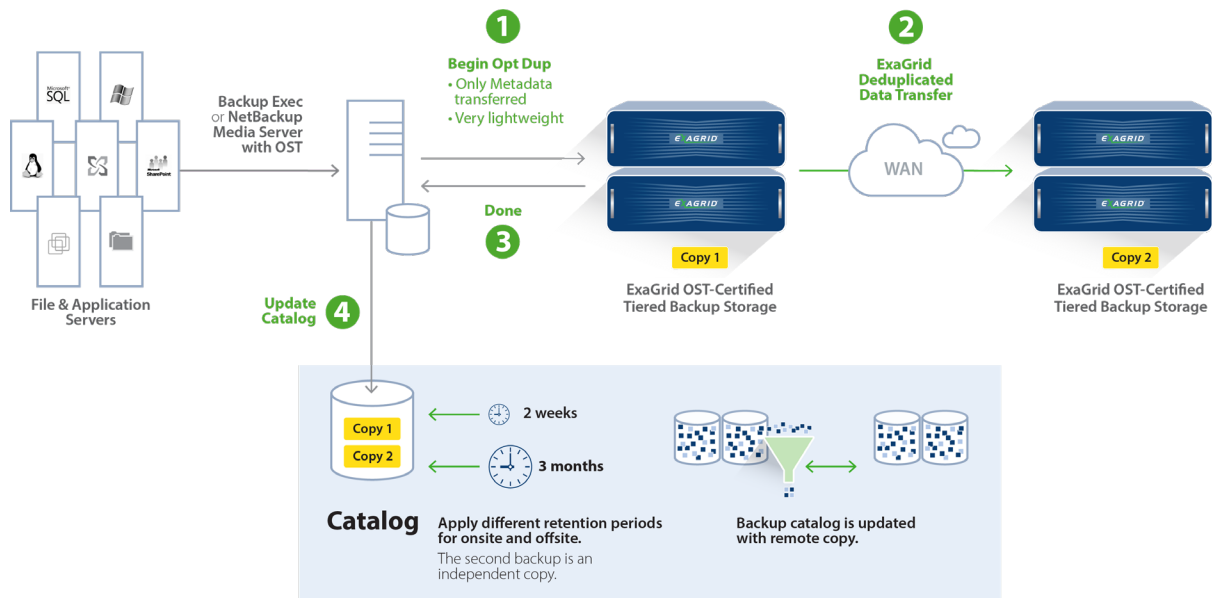 1
Begin Opt Dup
• Only Metadata
transferred
• Very lightweight
2
ExaGrid
Deduplicated
Data Transfer
Microsoft
SQL
SharePoint
File & Application
Servers
Backup Exec
or NetBackup
Media Server
with OST
EXAGRID
EXAGRID
Copy 1
ExaGrid OST-Certified
Tiered Backup Storage
WAN
EXAGRID
EXAGRID
Copy 2
ExaGrid OST-Certified
Tiered Backup Storage
Done
3
Update
Catalog
4
Copy 1
Copy 2
2 weeks
3 months
Catalog
Apply different retention periods
for onsite and offsite.
The second backup is an
independent copy.
Backup catalog is updated
with remote copy.